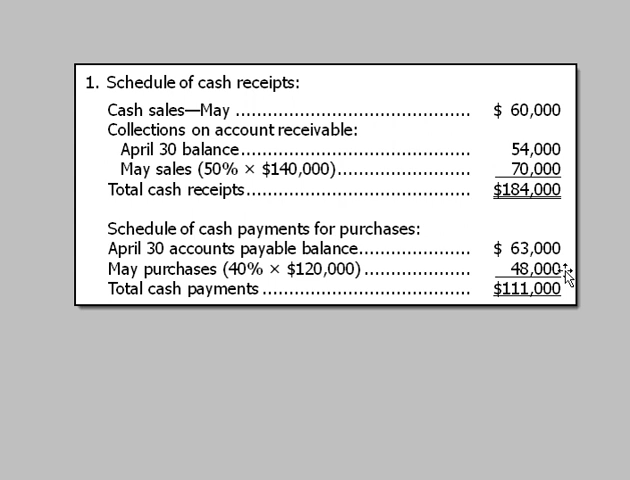 1. Schedule of cash receipts:
Cash sales—May ............................................ $ 60,000
Collections on account receivable:
April 30 balance........................................... 54,000
May sales (50% × $140,000)......................... 70,000
Total cash receipts.......................................... $184,000
Schedule of cash payments for purchases:
April 30 accounts payable balance..................... $ 63,000
May purchases (40% × $120,000).................... 48,000
Total cash payments....................................... $111,000